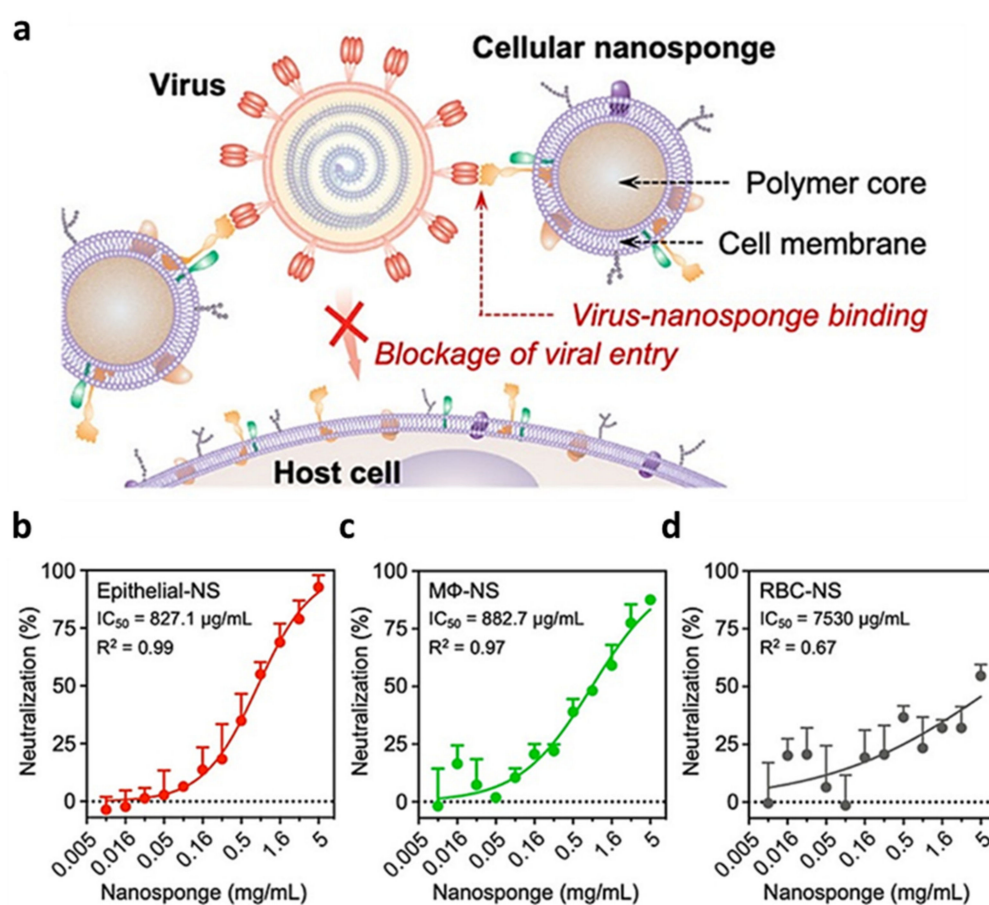 a
Virus
Cellular nanosponge
Polymer core
Cell membrane
Virus-nanosponge binding
Blockage of viral entry
Host cell
b
c
d
100
75
50
25
0
Neutralization (%)
Epithelial-NS
IC50 = 827.1 μg/mL
R² = 0.99
0.005
0.016
0.05
0.16
0.5
1.6
5
Nanosponge (mg/mL)
100
75
50
25
0
Neutralization (%)
MΦ-NS
IC50 = 882.7 μg/mL
R² = 0.97
0.005
0.016
0.05
0.16
0.5
1.6
5
Nanosponge (mg/mL)
100
75
50
25
0
Neutralization (%)
RBC-NS
IC50 = 7530 μg/mL
R² = 0.67
0.005
0.016
0.05
0.16
0.5
1.6
5
Nanosponge (mg/mL)